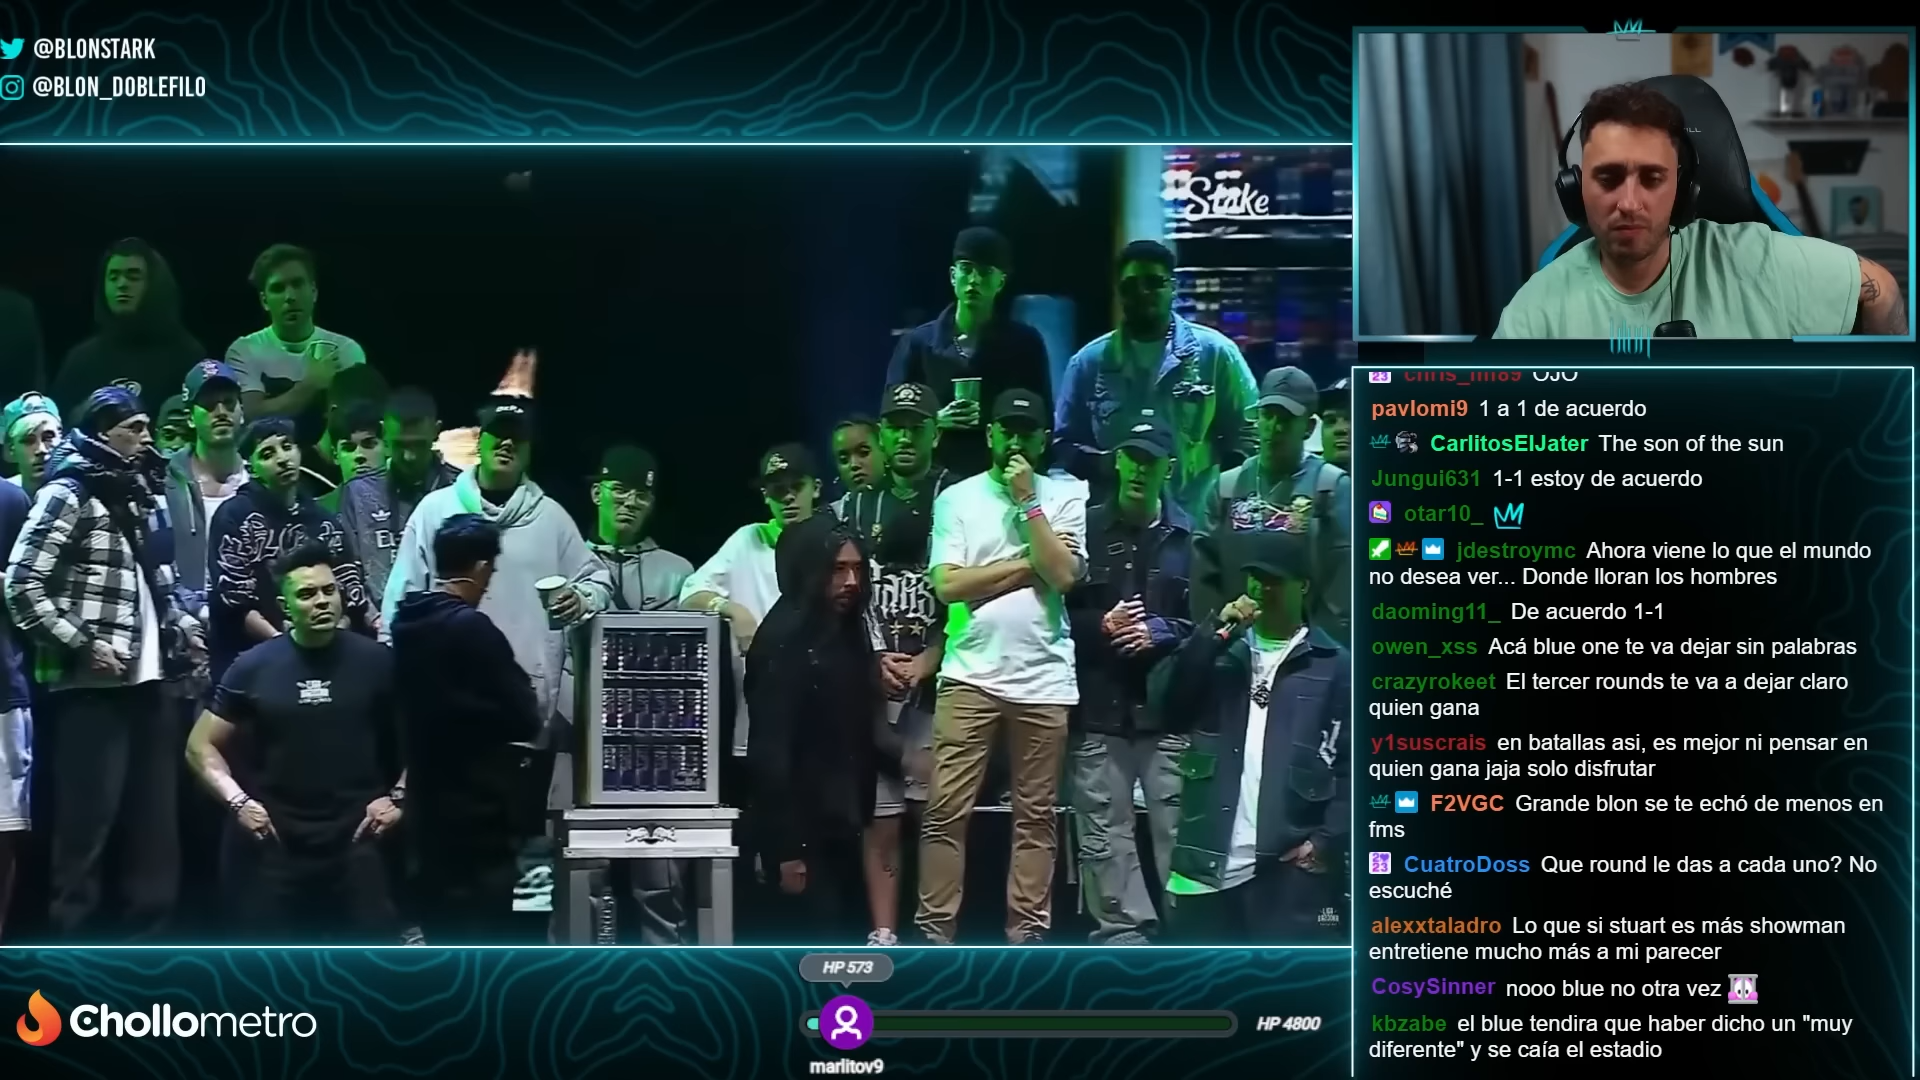 @BLONSTARK
@BLON_DOBLEFILO
Stake
chris_
OJO
pavlomi9 1 a 1 de acuerdo
CarlitosElJater The son of the sun
Jungui631 1-1 estoy de acuerdo
otar10_
jdestroymc Ahora viene lo que el mundo
no desea ver... Donde lloran los hombres
daoming11_ De acuerdo 1-1
owen_xss Acá blue one te va dejar sin palabras
crazyrokeet El tercer rounds te va a dejar claro
quien gana
y1suscrais en batallas asi, es mejor ni pensar en
quien gana jaja solo disfrutar
F2VGC Grande blon se te echó de menos en
fms
CuatroDoss Que round le das a cada uno? No
escuché
alexxtaladro Lo que si stuart es más showman
entretiene mucho más a mi parecer
CosySinner nooo blue no otra vez
kbzabe el blue tendira que haber dicho un "muy
diferente" y se caía el estadio
Chollometro
HP 573
HP 4800
marlitov9